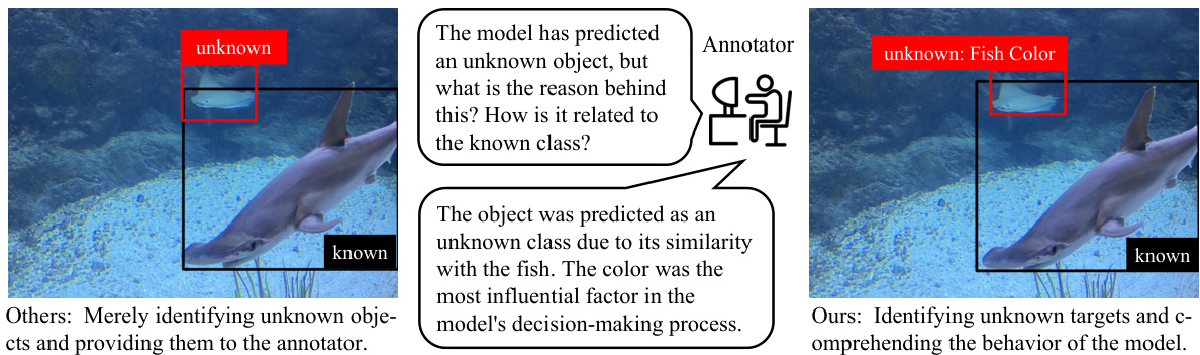 unknown
known
Others: Merely identifying unknown obje-
cts and providing them to the annotator.
The model has predicted
an unknown object, but
what is the reason behind
this? How is it related to
the known class?
Annotator
The object was predicted as an
unknown class due to its similarity
with the fish. The color was the
most influential factor in the
model's decision-making process.
unknown: Fish Color
known
Ours: Identifying unknown targets and c-
omprehending the behavior of the model.